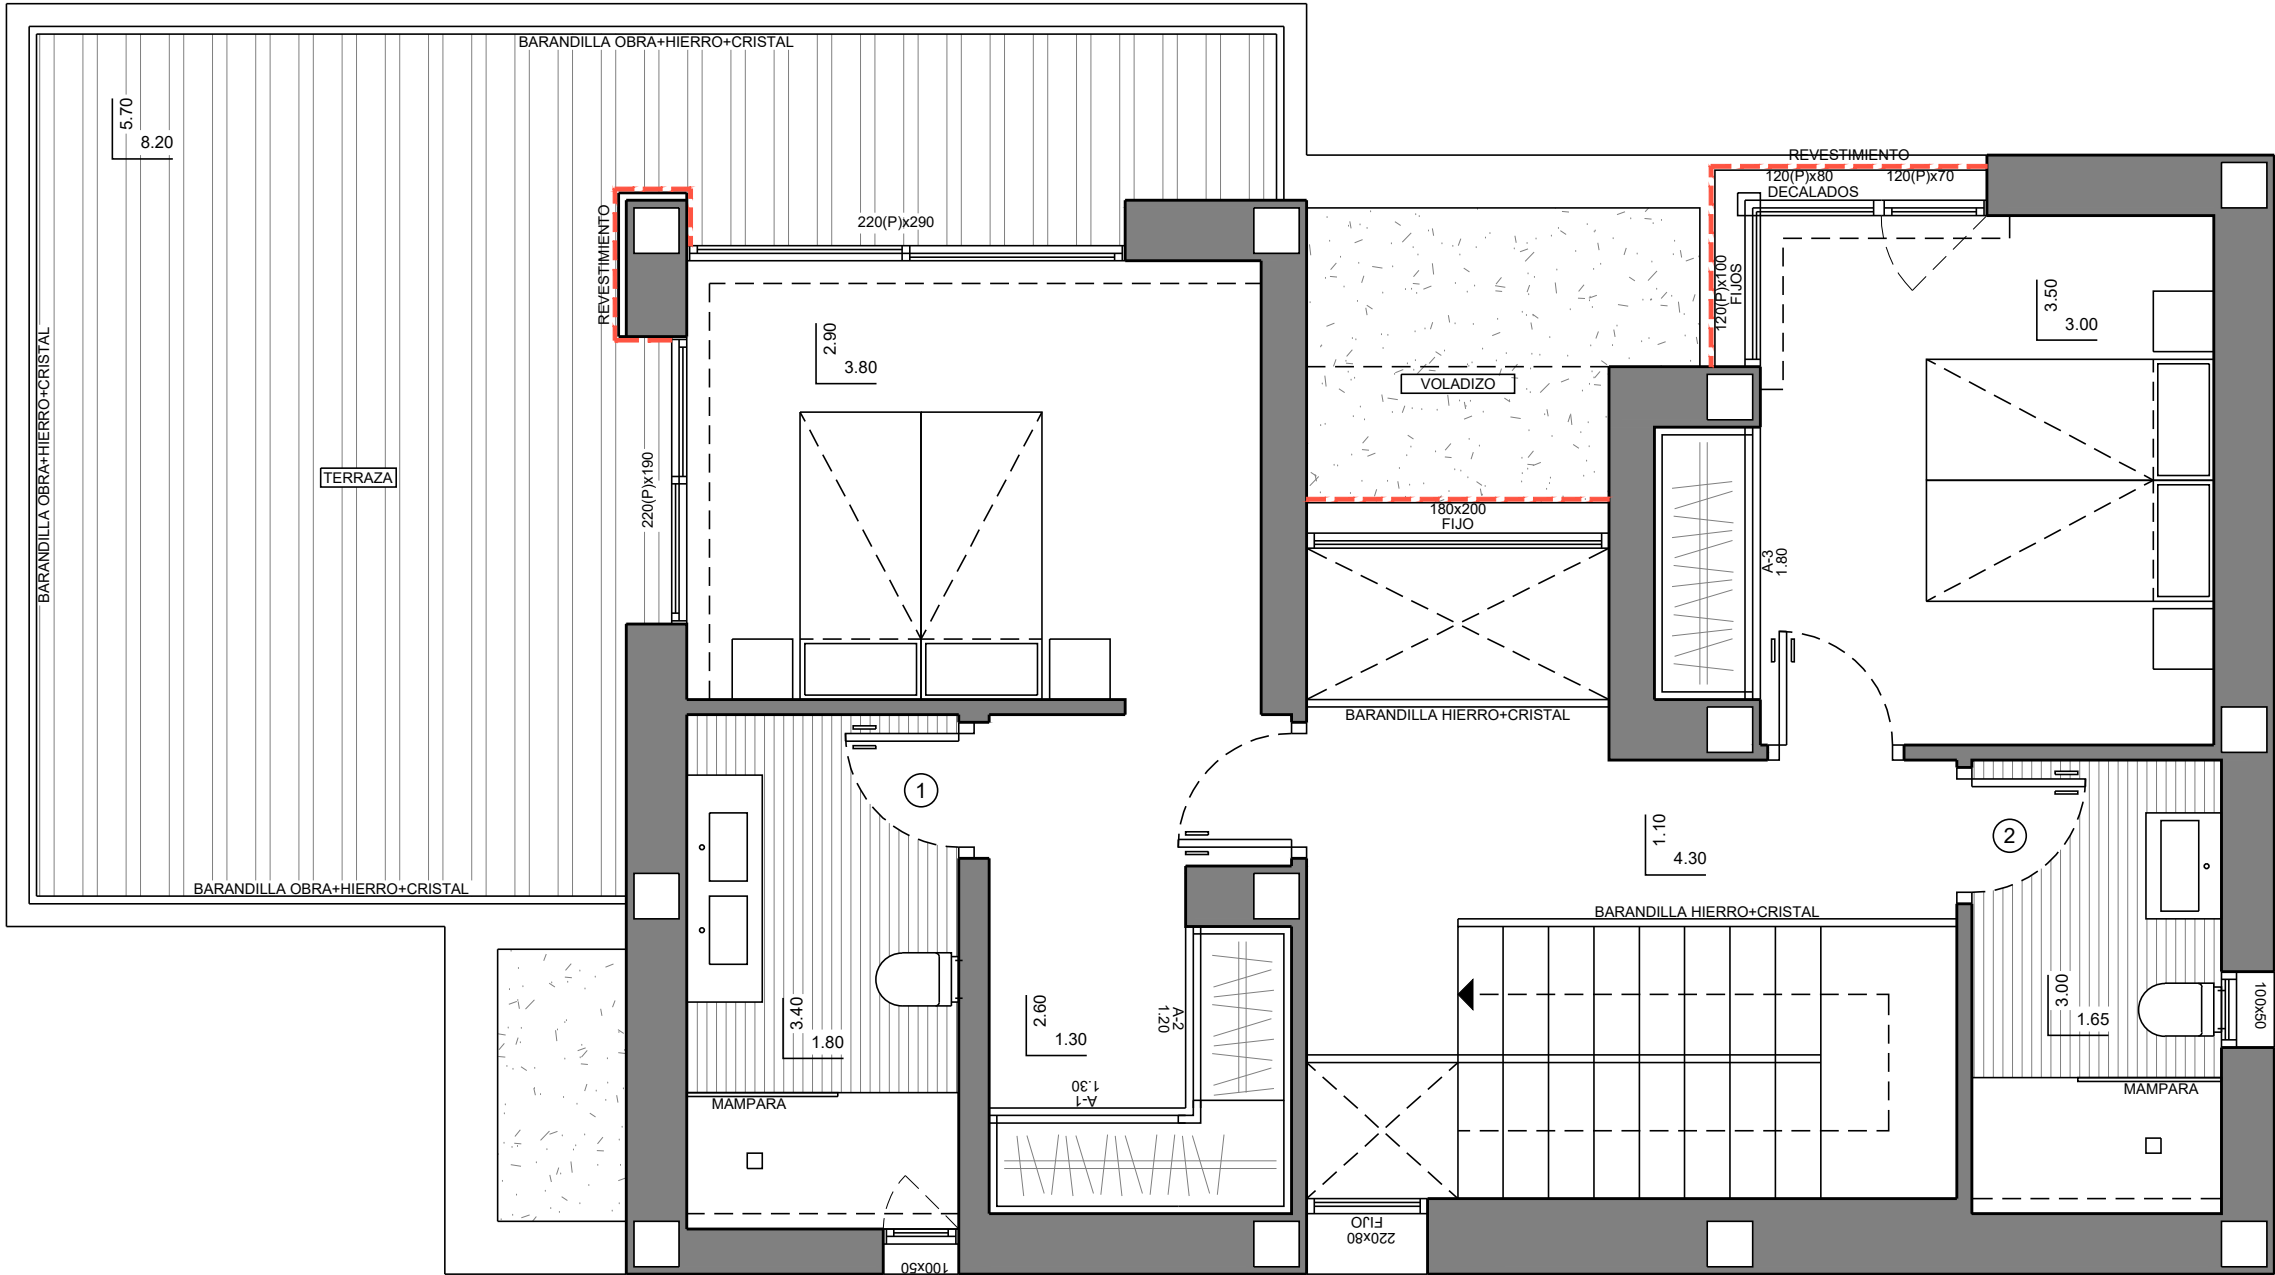 BARANDILLA OBRA+HIERRO+CRISTAL
5.70
8.20
REVESTIMIENTO
120(P)x80
120(P)x70
DECALADOS
REVESTIMIENTO
220(P)x290
120(P)x100
FIJOS
3.50
3.00
2.90
3.80
VOLADIZO
BARANDILLA OBRA+HIERRO+CRISTAL
TERRAZA
220(P)x190
180x200
FIJO
A-3
1.80
BARANDILLA HIERRO+CRISTAL
1
1.10
4.30
2
BARANDILLA OBRA+HIERRO+CRISTAL
BARANDILLA HIERRO+CRISTAL
3.40
1.80
2.60
1.30
A-2
1.20
3.00
1.65
100x50
A-1
1.30
MAMPARA
MAMPARA
220x80
FIJO
100x50